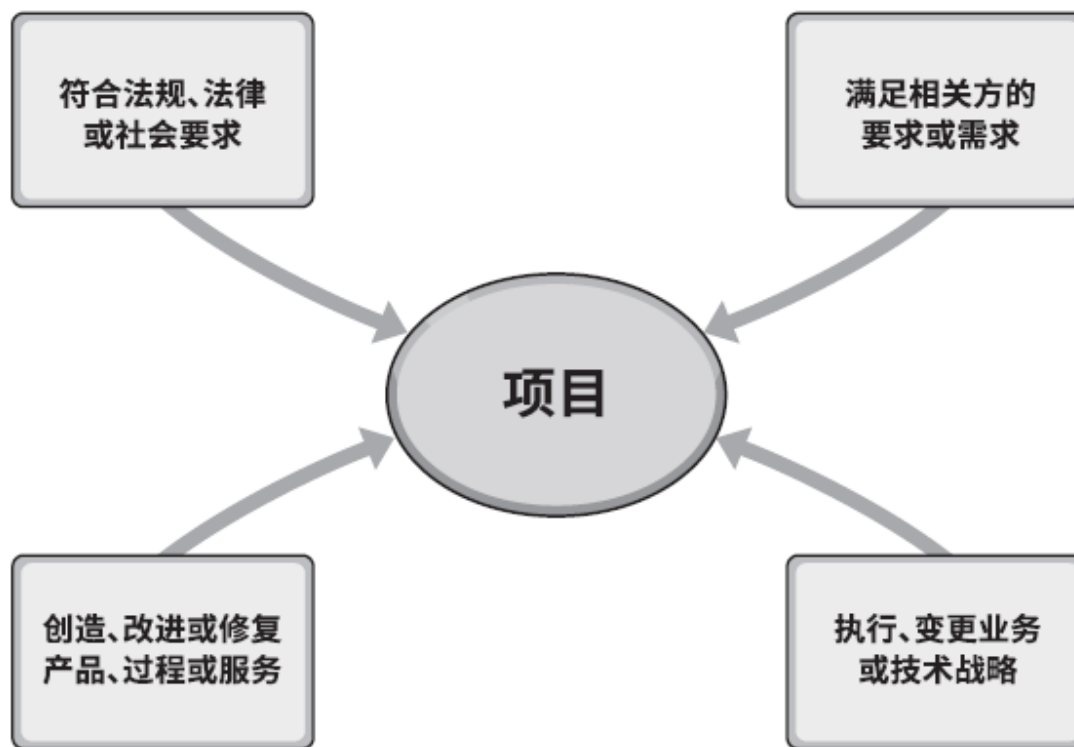 符合法规、法律
或社会要求
满足相关方的
要求或需求
项目
创造、改进或修复
产品、过程或服务
执行、变更业务
或技术战略